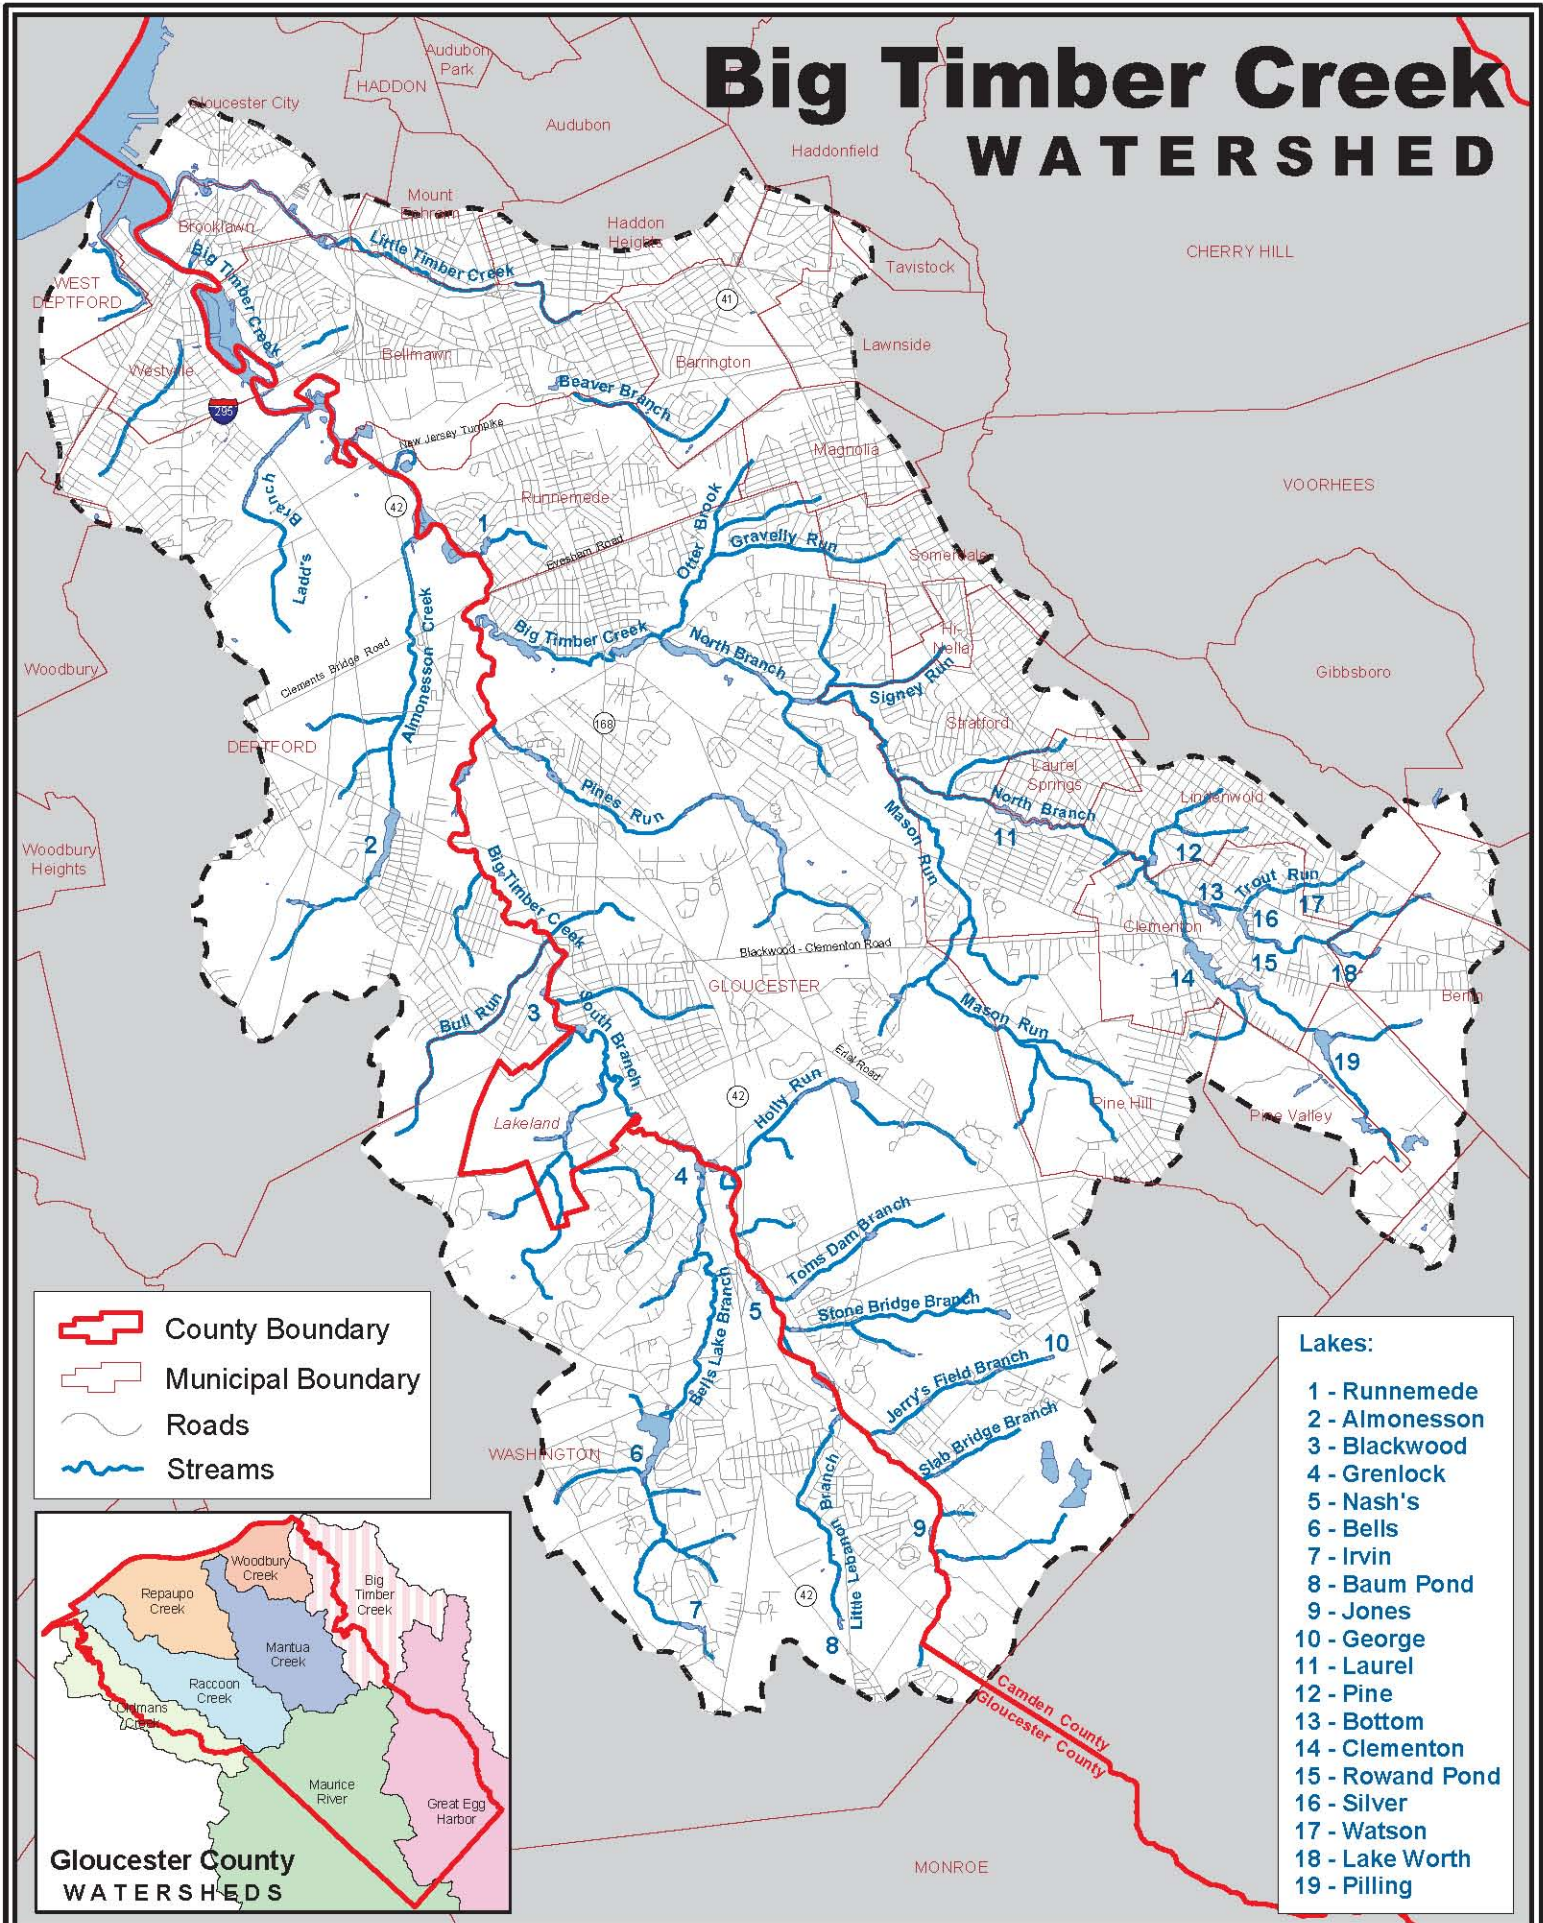 Big Timber Creek
WATERSHED
Audubon
Park
HADDON
Gloucester City
Audubon
Haddonfield
Mount
Ephraim
Haddon
Heights
Brooklawn
Tavistock
CHERRY HILL
WEST
DEPTFORD
Big Timber Creek
Little Timber Creek
41
Lawnside
Bellmawr
Barrington
Westville
295
Beaver Branch
New Jersey Turnpike
Magnolia
VOORHEES
Ladd's
Branch
42
Runnemede
1
Evesham Road
Otter Brook
Gravelly Run
Somerdale
Hi-
Nella
Almonesson Creek
Clements Bridge Road
Big Timber Creek
North Branch
Signey Run
Woodbury
Gibbsboro
DEPTFORD
168
Stratford
Laurel
Springs
Pines Run
Mason Run
North Branch
11
Lindenwold
Woodbury
Heights
2
12
Big Timber Creek
13
Trout Run
17
16
Clementon
Blackwood - Clementon Road
15
18
14
GLOUCESTER
Berlin
Bull Run
3
South Branch
Mason Run
Erial Road
19
42
Holly Run
Lakeland
Pine Hill
Pine Valley
4
Toms Dam Branch
5
Stone Bridge Branch
Bells Lake Branch
10
Jerry's Field Branch
Slab Bridge Branch
WASHINGTON
6
Little Lebanon Branch
9
42
7
8
Camden County
Gloucester County
MONROE
County Boundary
Municipal Boundary
Roads
Streams
Woodbury
Creek
Repaupo
Creek
Big
Timber
Creek
Mantua
Creek
Raccoon
Creek
Oldmans
Creek
Maurice
River
Great Egg
Harbor
Gloucester County
WATERSHEDS
Lakes:
1 - Runnemede
2 - Almonesson
3 - Blackwood
4 - Grenlock
5 - Nash's
6 - Bells
7 - Irvin
8 - Baum Pond
9 - Jones
10 - George
11 - Laurel
12 - Pine
13 - Bottom
14 - Clementon
15 - Rowand Pond
16 - Silver
17 - Watson
18 - Lake Worth
19 - Pilling